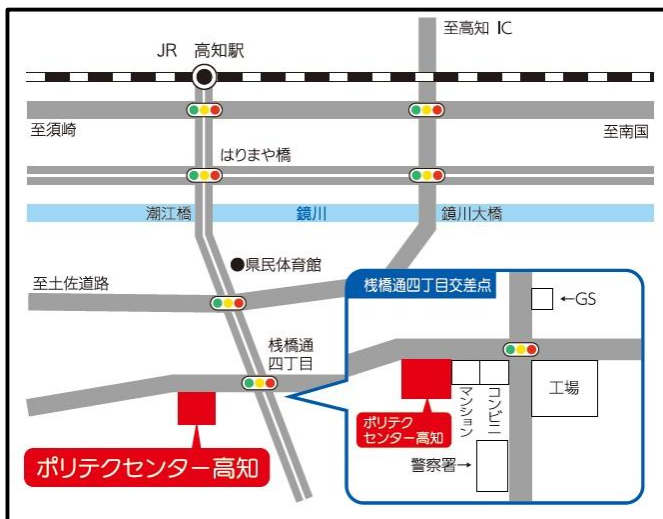 至高知 IC
JR 高知駅
至須崎
至南国
はりまや橋
潮江橋
鏡川
鏡川大橋
●県民体育館
至土佐道路
桟橋通四丁目交差点
←GS
桟橋通
四丁目
工場
マンション
コンビニ
ポリテク
センター高知
警察署→
ポリテクセンター高知